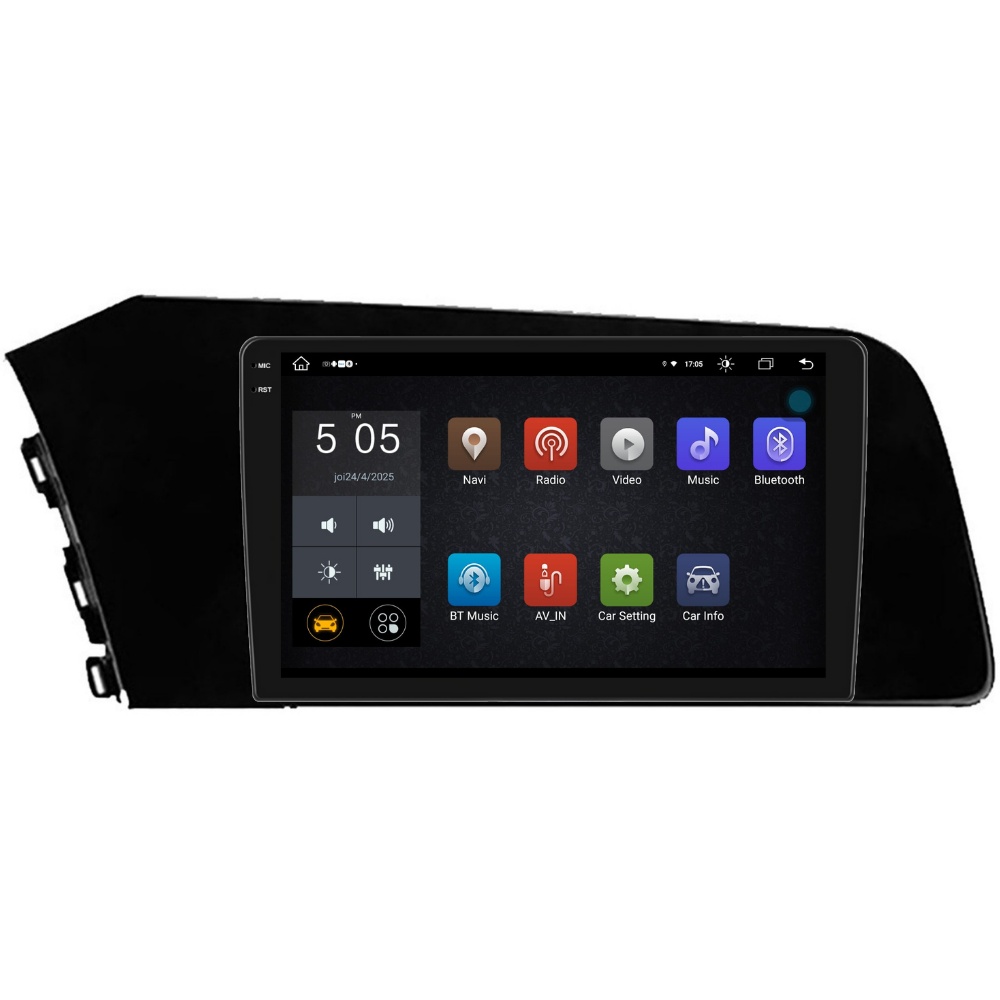 MIC
RST
17:05
PM
5 05
joi24/4/2025
Navi
Radio
Video
Music
Bluetooth
BT Music
AV_IN
Car Setting
Car Info